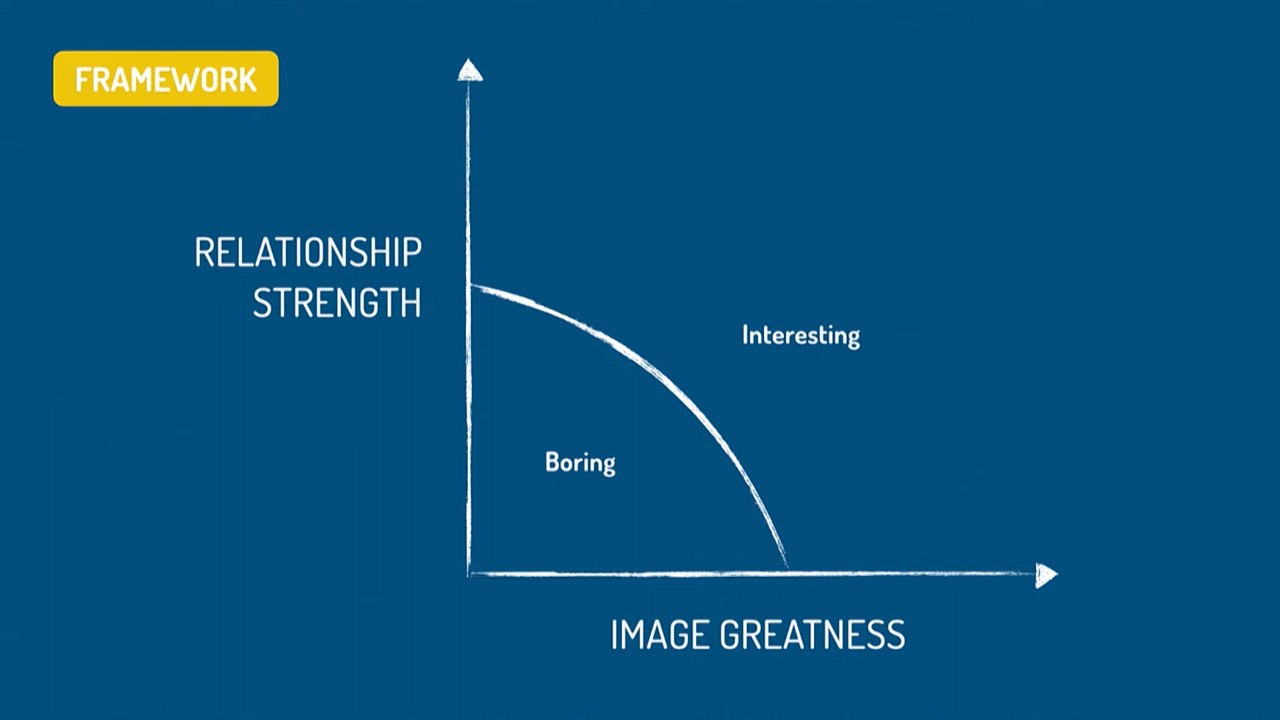 FRAMEWORK
RELATIONSHIP
STRENGTH
Interesting
Boring
IMAGE GREATNESS